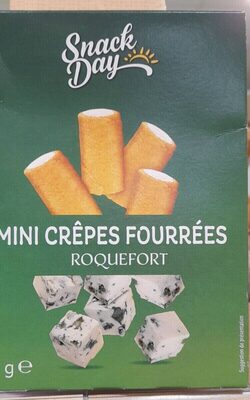 Snack
Day
MINI CRÊPES FOURRÉES
ROQUEFORT
g e
Suggestion de présentation